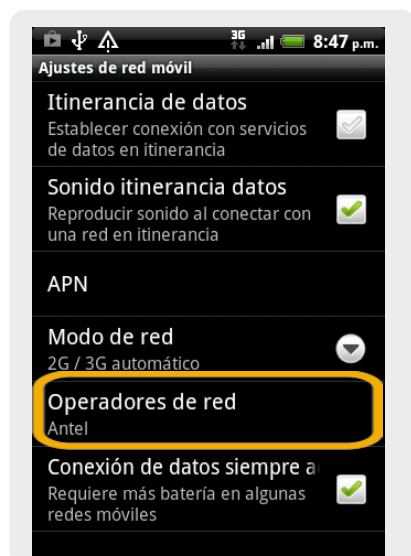 3G 8:47 p.m.
Ajustes de red móvil
Itinerancia de datos
Establecer conexión con servicios
de datos en itinerancia
Sonido itinerancia datos
Reproducir sonido al conectar con
una red en itinerancia
APN
Modo de red
2G / 3G automático
Operadores de red
Antel
Conexión de datos siempre
Requiere más batería en algunas
redes móviles